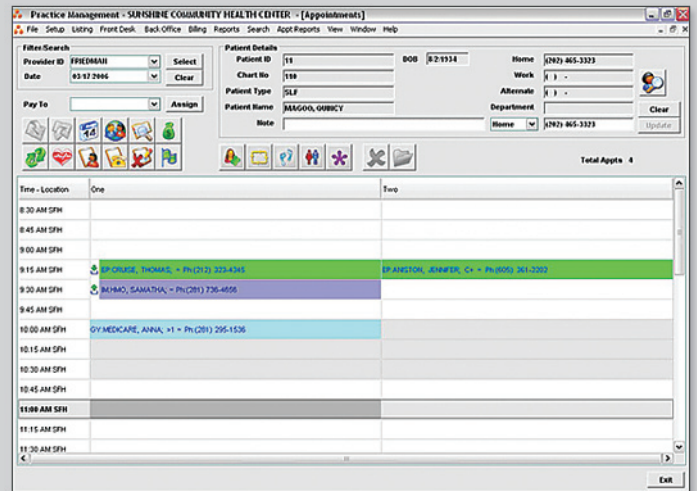 Practice Management - SUNSHINE COMMUNITY HEALTH CENTER - [Appointments]
File Setup Listing Front Desk Back Office Billing Reports Search Appt Reports View Window Help
Filter/Search
Provider ID FRIEDMAN Select
Date 03/17/2006 Clear
Pay To Assign
Patient Details
Patient ID 11 DOB 8/2/1934 Home (202) 465-3323
Chart No 110 Work ( ) -
Patient Type SLF Alternate ( ) -
Patient Name MAGOO, QUINCY Department Clear
Note Home (202) 465-3323 Update
14
Total Appts 4
Time - Location One Two
8:30 AM SFH
8:45 AM SFH
9:00 AM SFH
9:15 AM SFH EP:CRUISE, THOMAS; + Ph:(212) 323-4345 EP:ANISTON, JENNIFER; C+ + Ph:(605) 361-2202
9:30 AM SFH IM:HMO, SAMATHA; + Ph:(281) 736-4656
9:45 AM SFH
10:00 AM SFH GY:MEDICARE, ANNA; >1 + Ph:(281) 295-1536
10:15 AM SFH
10:30 AM SFH
10:45 AM SFH
11:00 AM SFH
11:15 AM SFH
11:30 AM SFH
Exit